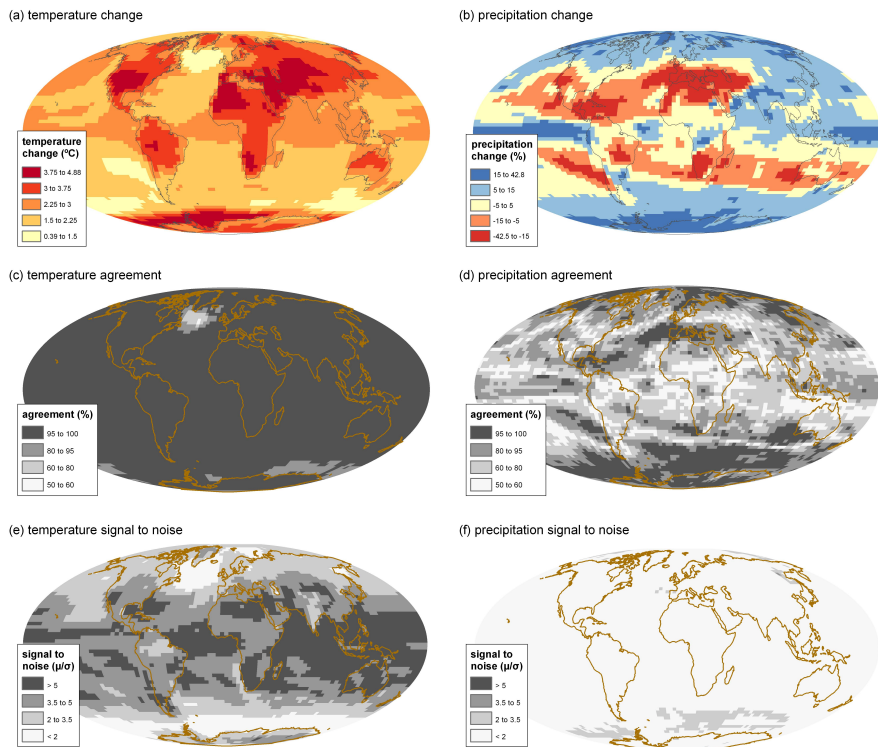 (a) temperature change
temperature
change (ºC)
3.75 to 4.88
3 to 3.75
2.25 to 3
1.5 to 2.25
0.39 to 1.5
(b) precipitation change
precipitation
change (%)
15 to 42.8
5 to 15
-5 to 5
-15 to -5
-42.5 to -15
(c) temperature agreement
agreement (%)
95 to 100
80 to 95
60 to 80
50 to 60
(d) precipitation agreement
agreement (%)
95 to 100
80 to 95
60 to 80
50 to 60
(e) temperature signal to noise
signal to
noise (μ/σ)
> 5
3.5 to 5
2 to 3.5
< 2
(f) precipitation signal to noise
signal to
noise (μ/σ)
> 5
3.5 to 5
2 to 3.5
< 2